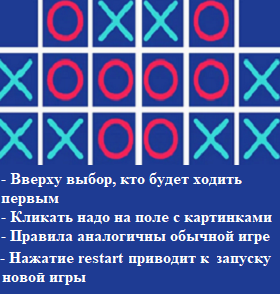 - Вверху выбор, кто будет ходить
первым
- Кликать надо на поле с картинками
- Правила аналогичны обычной игре
- Нажатие restart приводит к запуску
новой игры